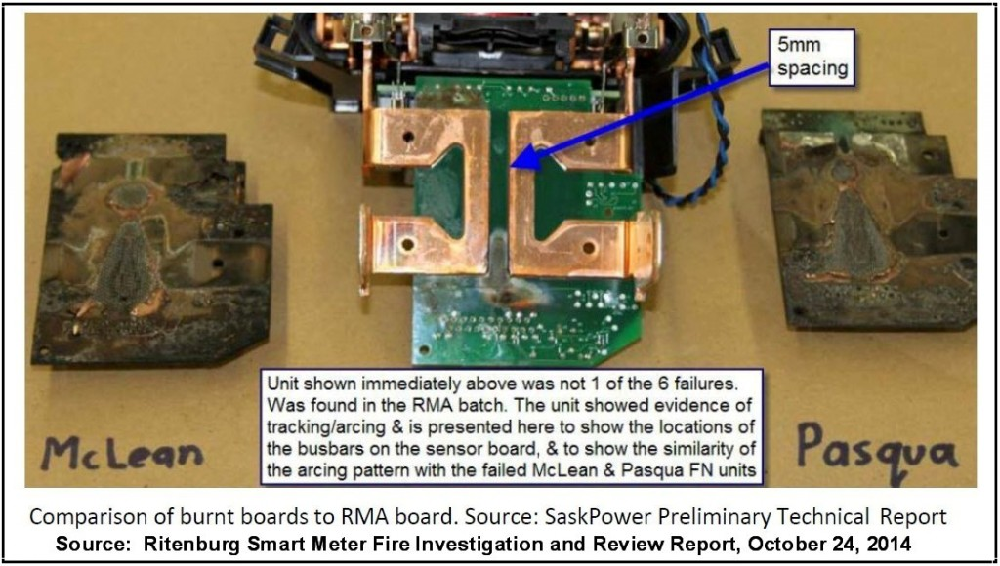 5mm
spacing
Unit shown immediately above was not 1 of the 6 failures.
Was found in the RMA batch. The unit showed evidence of
tracking/arcing & is presented here to show the locations of
the busbars on the sensor board, & to show the similarity of
the arcing pattern with the failed McLean & Pasqua FN units
McLean
Pasqua
Comparison of burnt boards to RMA board. Source: SaskPower Preliminary Technical Report
Source: Ritenburg Smart Meter Fire Investigation and Review Report, October 24, 2014